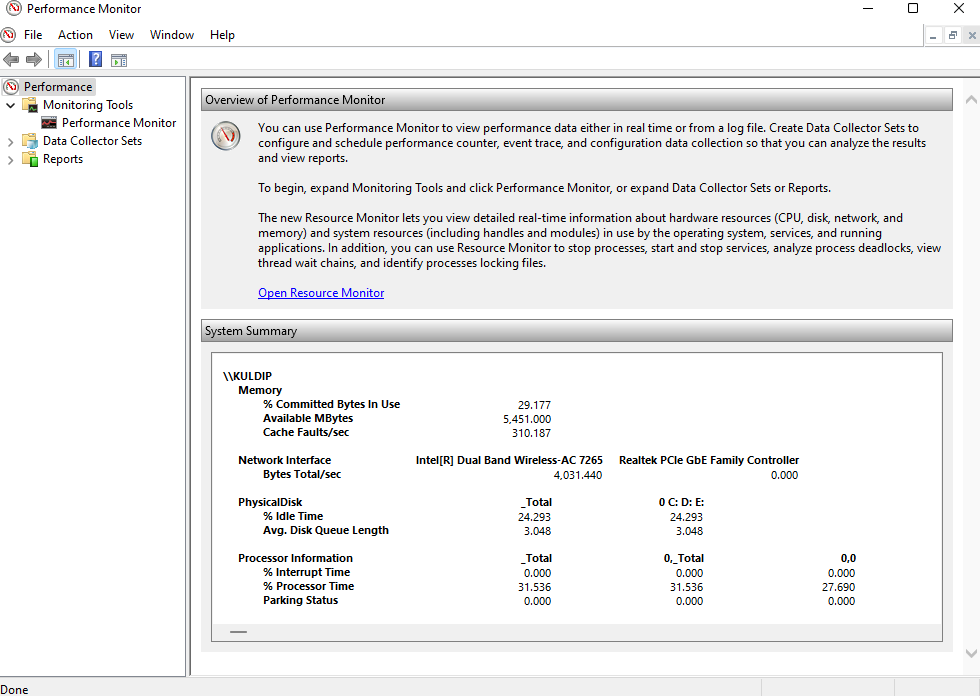 Performance Monitor
File Action View Window Help
Performance
Monitoring Tools
Performance Monitor
Data Collector Sets
Reports
Overview of Performance Monitor
You can use Performance Monitor to view performance data either in real time or from a log file. Create Data Collector Sets to
configure and schedule performance counter, event trace, and configuration data collection so that you can analyze the results
and view reports.
To begin, expand Monitoring Tools and click Performance Monitor, or expand Data Collector Sets or Reports.
The new Resource Monitor lets you view detailed real-time information about hardware resources (CPU, disk, network, and
memory) and system resources (including handles and modules) in use by the operating system, services, and running
applications. In addition, you can use Resource Monitor to stop processes, start and stop services, analyze process deadlocks, view
thread wait chains, and identify processes locking files.
Open Resource Monitor
System Summary
\\KULDIP
Memory
% Committed Bytes In Use 29.177
Available MBytes 5,451.000
Cache Faults/sec 310.187
Network Interface Intel[R] Dual Band Wireless-AC 7265 Realtek PCIe GbE Family Controller
Bytes Total/sec 4,031.440 0.000
PhysicalDisk _Total 0 C: D: E:
% Idle Time 24.293 24.293
Avg. Disk Queue Length 3.048 3.048
Processor Information _Total 0,_Total 0,0
% Interrupt Time 0.000 0.000 0.000
% Processor Time 31.536 31.536 27.690
Parking Status 0.000 0.000 0.000
Done